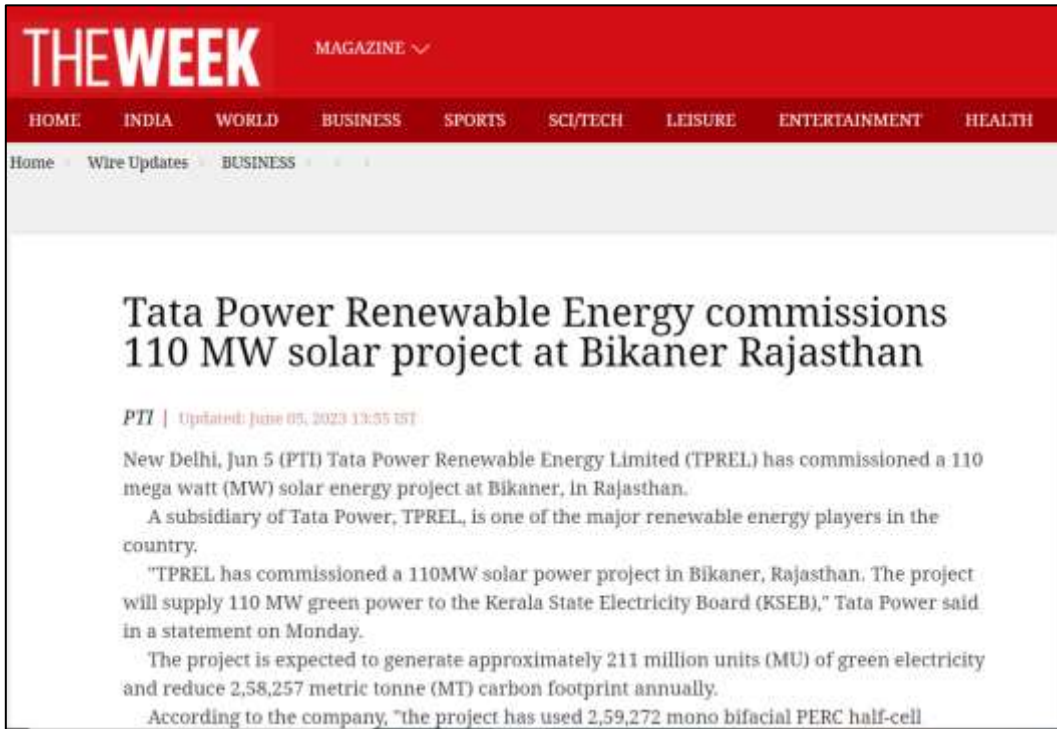 THEWEEK
MAGAZINE
HOME INDIA WORLD BUSINESS SPORTS SCI/TECH LEISURE ENTERTAINMENT HEALTH
Home Wire Updates BUSINESS
Tata Power Renewable Energy commissions
110 MW solar project at Bikaner Rajasthan
PTI | Updated: June 05, 2023 13:55 IST
New Delhi, Jun 5 (PTI) Tata Power Renewable Energy Limited (TPREL) has commissioned a 110
mega watt (MW) solar energy project at Bikaner, in Rajasthan.
A subsidiary of Tata Power, TPREL, is one of the major renewable energy players in the
country.
"TPREL has commissioned a 110MW solar power project in Bikaner, Rajasthan. The project
will supply 110 MW green power to the Kerala State Electricity Board (KSEB)," Tata Power said
in a statement on Monday.
The project is expected to generate approximately 211 million units (MU) of green electricity
and reduce 2,58,257 metric tonne (MT) carbon footprint annually.
According to the company, "the project has used 2,59,272 mono bifacial PERC half-cell